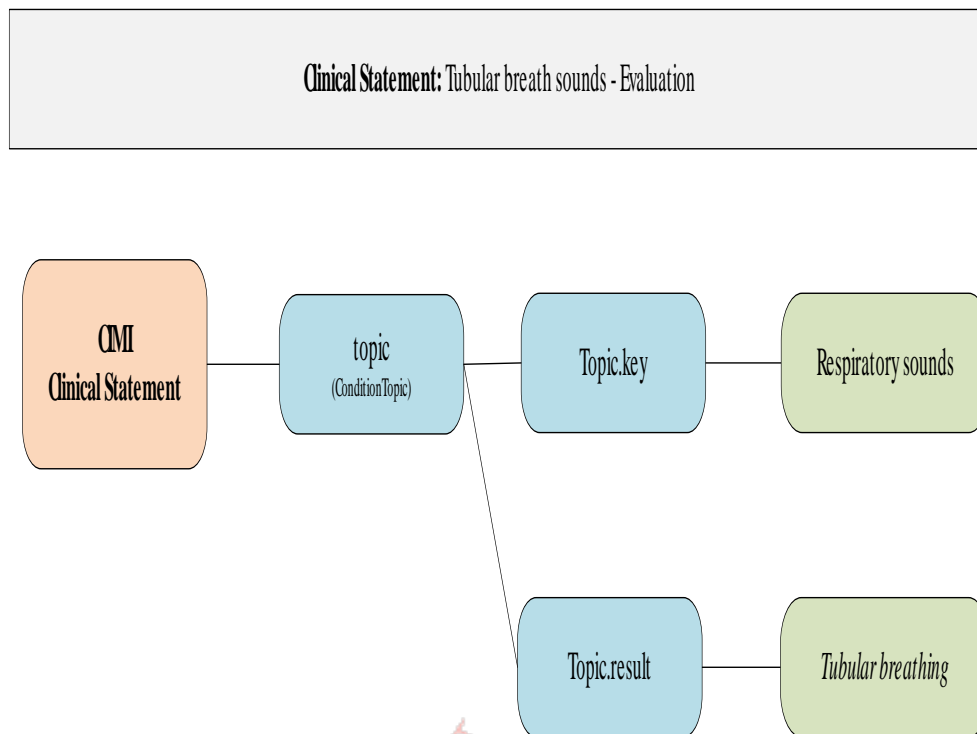 Clinical Statement: Tubular breath sounds - Evaluation
CIMI
Clinical Statement
topic
(ConditionTopic)
Topic.key
Respiratory sounds
Topic.result
Tubular breathing